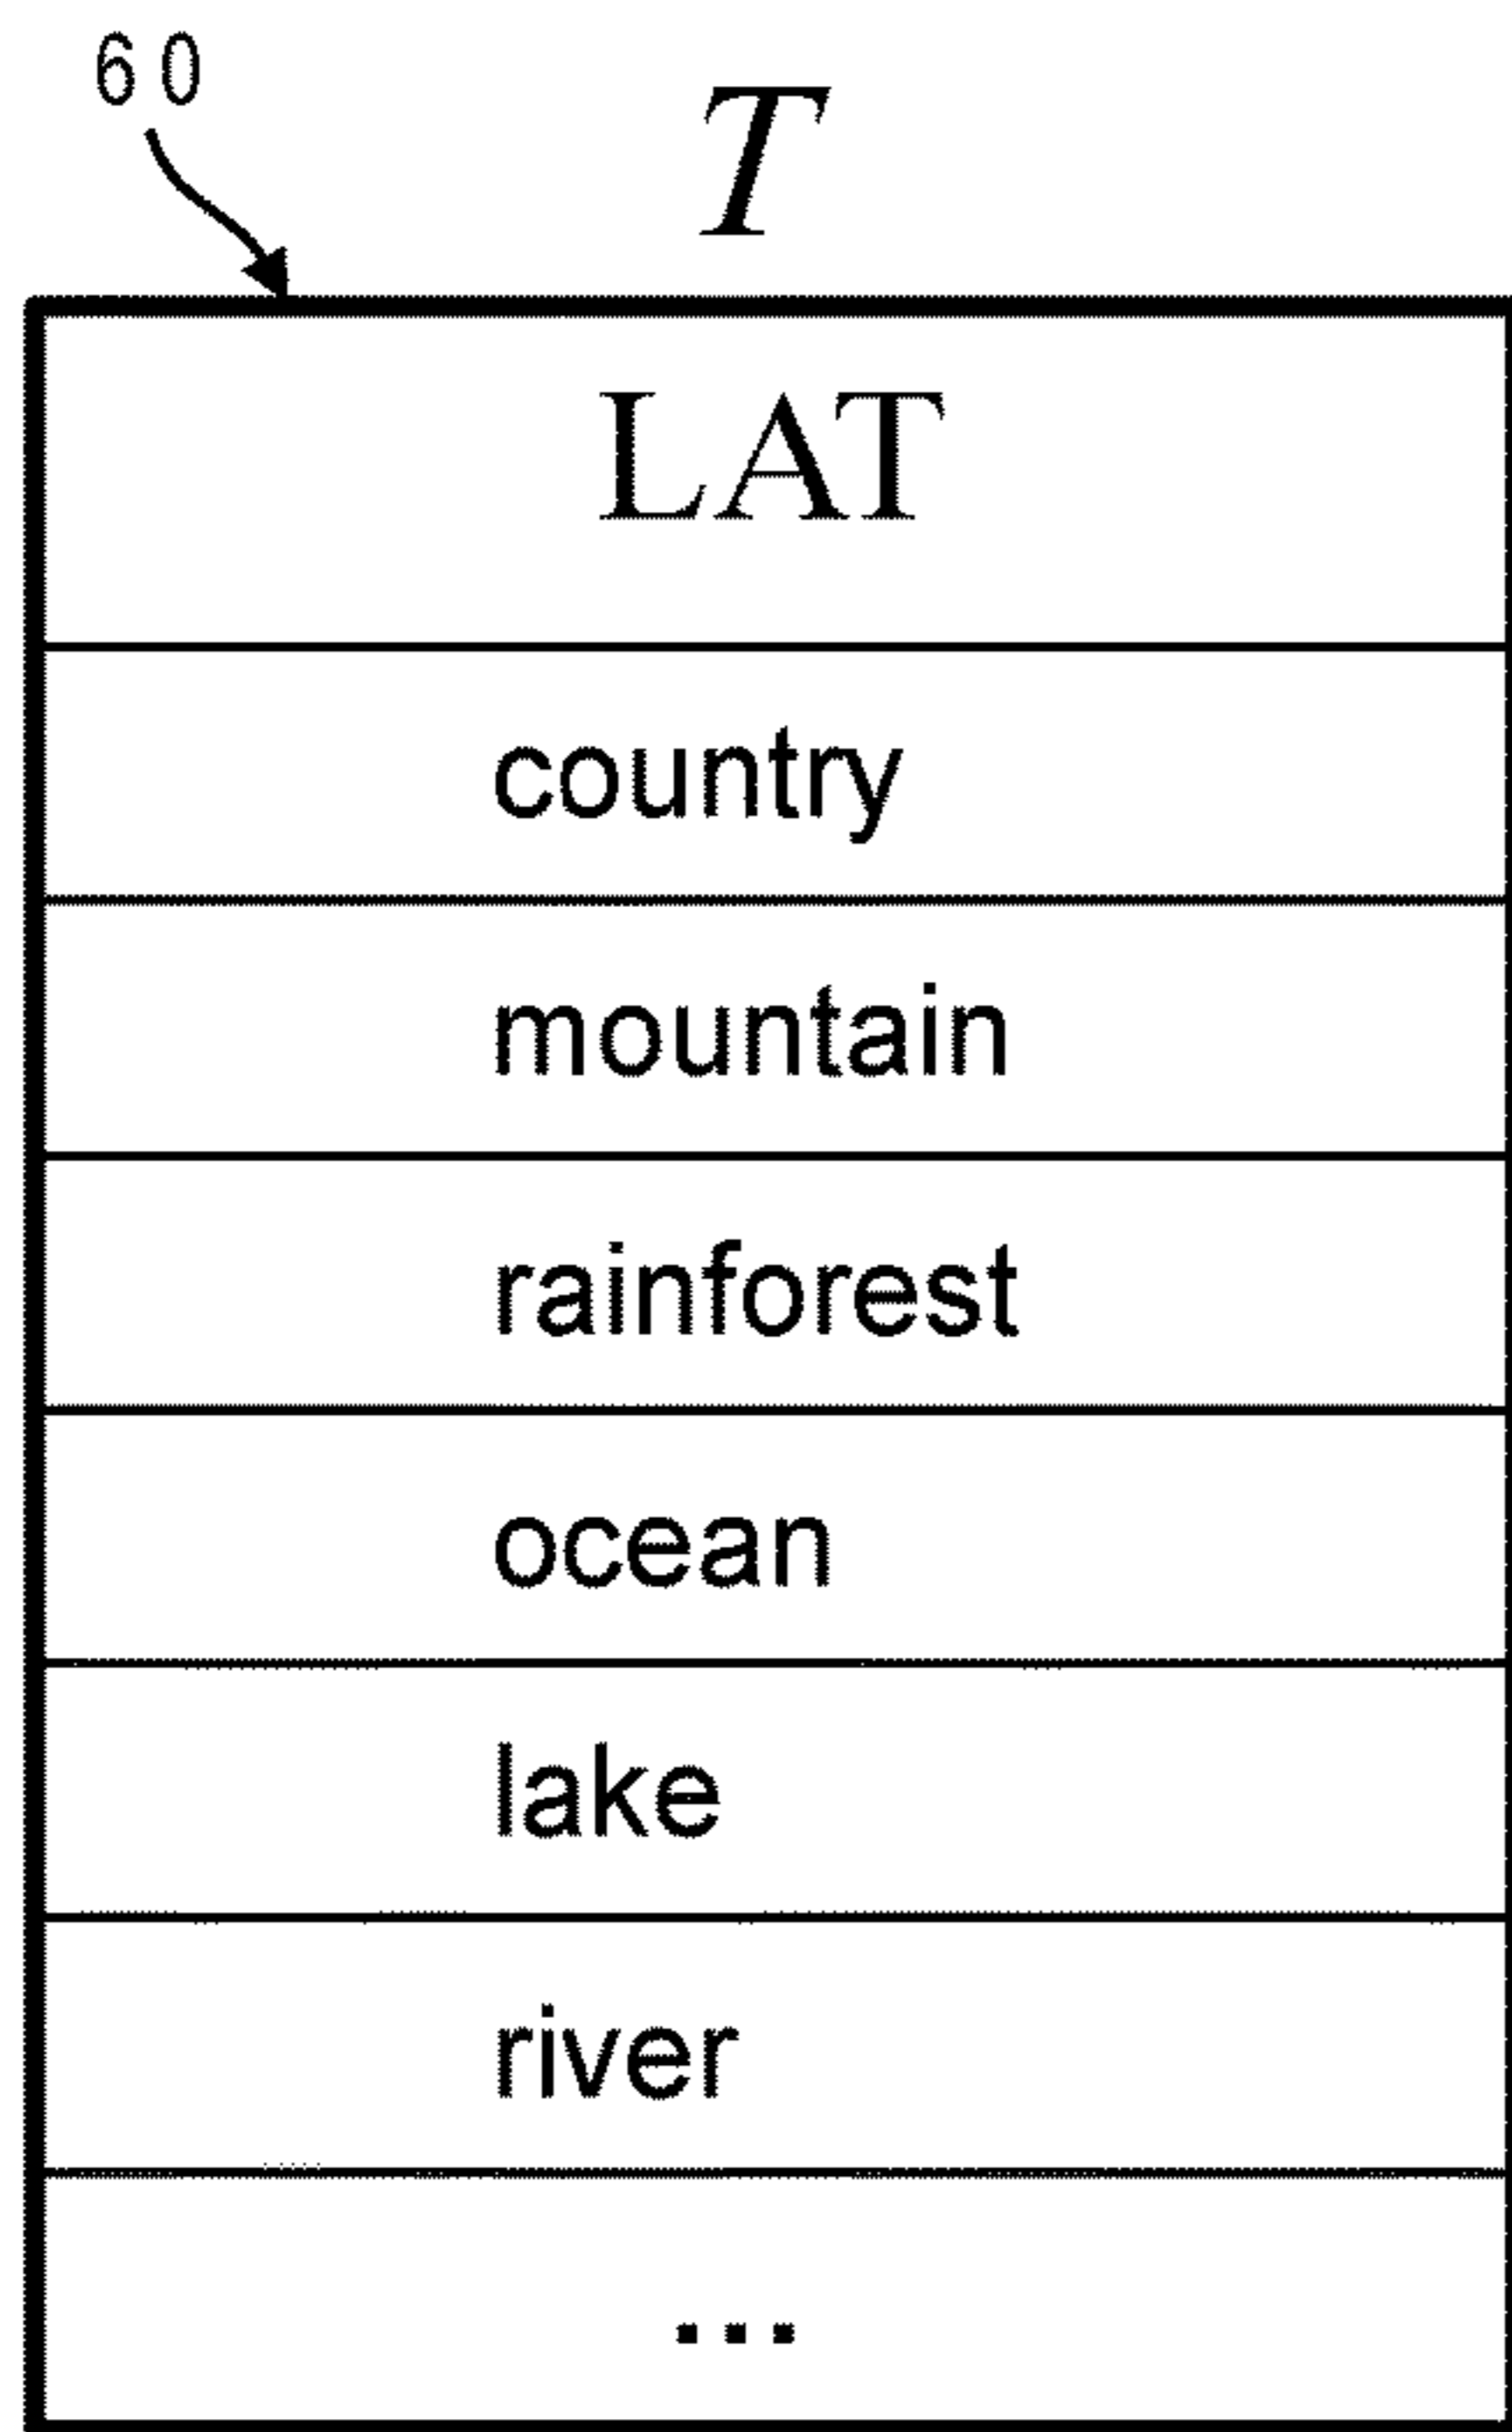 60
T
LAT
country
mountain
rainforest
ocean
lake
river
...